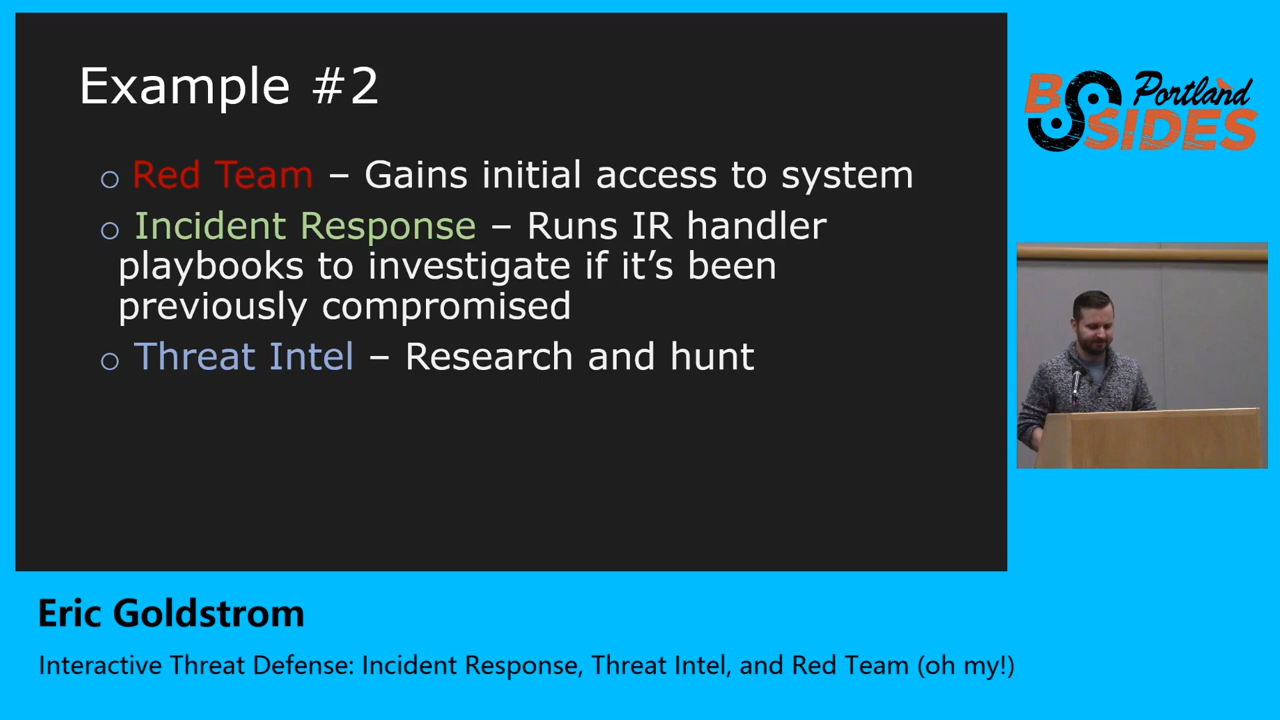 Example #2
Red Team – Gains initial access to system
Incident Response – Runs IR handler
playbooks to investigate if it's been
previously compromised
Threat Intel – Research and hunt
B Portland
SIDES
Eric Goldstrom
Interactive Threat Defense: Incident Response, Threat Intel, and Red Team (oh my!)